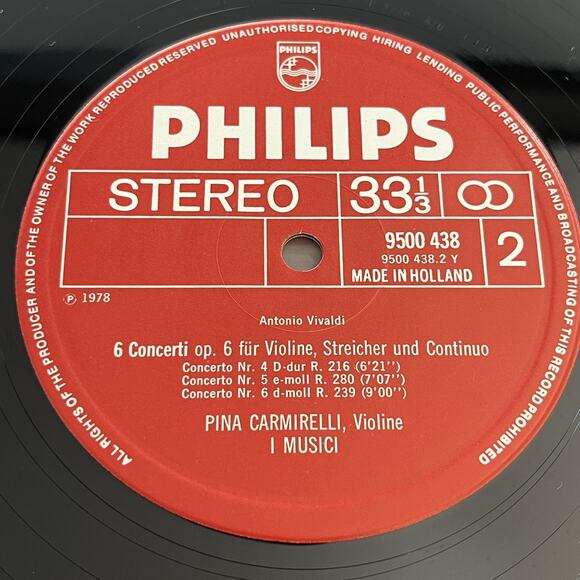 ALL RIGHTS OF THE PRODUCER AND OF THE OWNER OF THE WORK REPRODUCED RESERVED UNAUTHORISED COPYING HIRING LENDING PUBLIC PERFORMANCE AND BROADCASTING OF THIS RECORD PROHIBITED
PHILIPS
PHILIPS
STEREO 33 1/3
9500 438
9500 438.2 Y
MADE IN HOLLAND
2
℗ 1978
Antonio Vivaldi
6 Concerti op. 6 für Violine, Streicher und Continuo
Concerto Nr. 4 D-dur R. 216 (6'21'')
Concerto Nr. 5 e-moll R. 280 (7'07'')
Concerto Nr. 6 d-moll R. 239 (9'00'')
PINA CARMIRELLI, Violine
I MUSICI